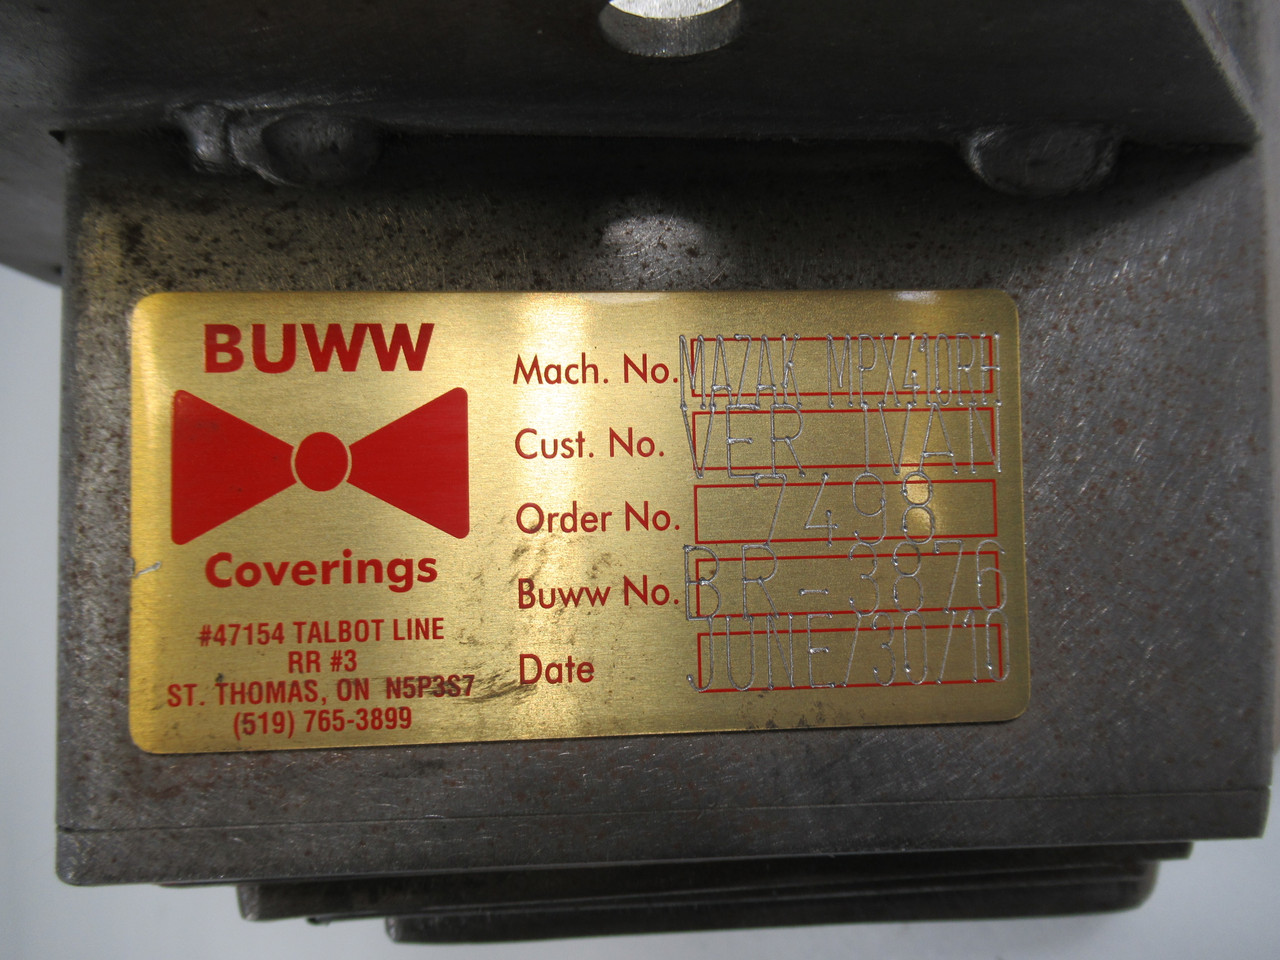 BUWW
Coverings
#47154 TALBOT LINE
RR #3
ST. THOMAS, ON N5P3S7
(519) 765-3899
Mach. No. MAZAK MPX410RH
Cust. No. VER IVAN
Order No. 7498
Buww No. BR-3876
Date JUNE/30/10